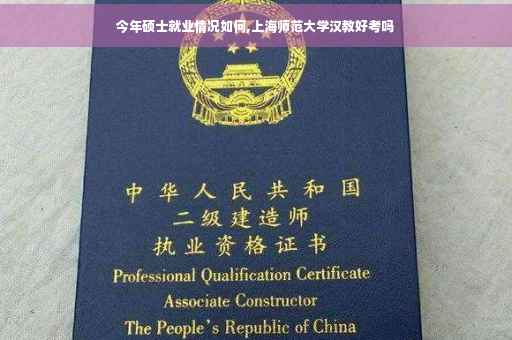 今年硕士就业情况如何,上海师范大学汉教好考吗
中华人民共和国
二级建造师
执业资格证书
Professional Qualification Certificate
Associate Constructor
The People's Republic of China